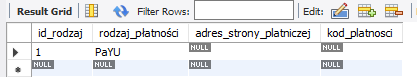 Result Grid Filter Rows: Edit:
id_rodzaj rodzaj_płatności adres_strony_platniczej kod_platnosci
1 PaYU NULL NULL
NULL NULL NULL NULL